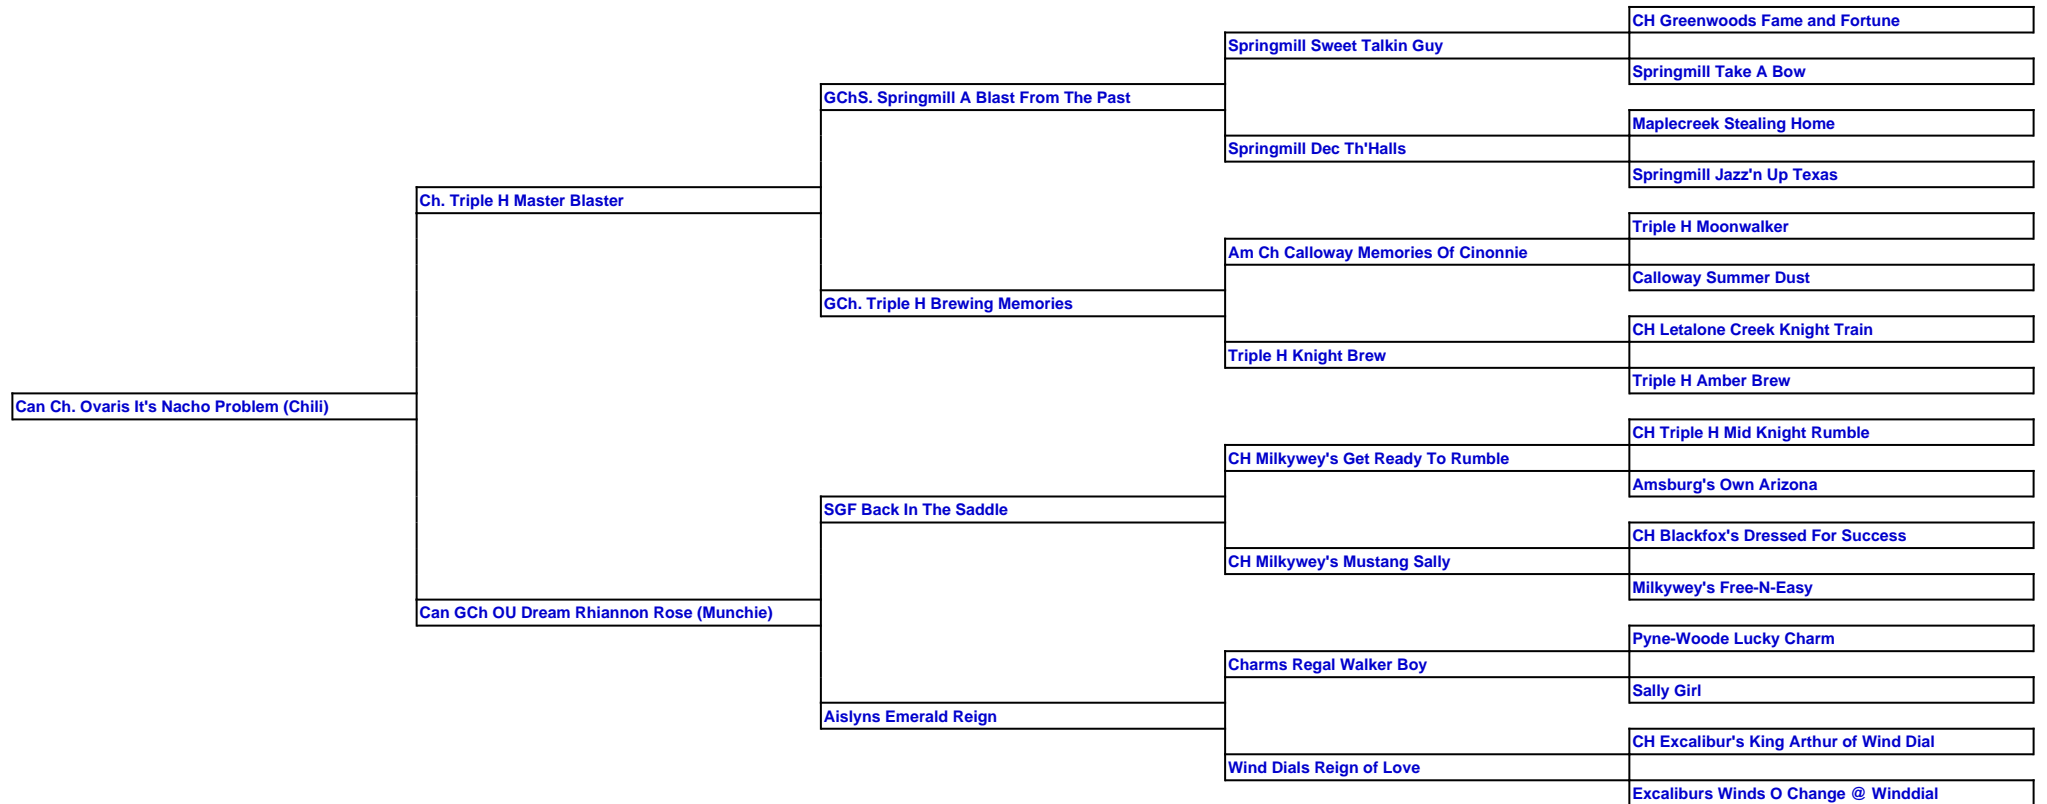 CH Greenwoods Fame and Fortune
Springmill Sweet Talkin Guy
Springmill Take A Bow
GChS. Springmill A Blast From The Past
Maplecreek Stealing Home
Springmill Dec Th'Halls
Springmill Jazz'n Up Texas
Ch. Triple H Master Blaster
Triple H Moonwalker
Am Ch Calloway Memories Of Cinonnie
Calloway Summer Dust
GCh. Triple H Brewing Memories
CH Letalone Creek Knight Train
Triple H Knight Brew
Triple H Amber Brew
Can Ch. Ovaris It's Nacho Problem (Chili)
CH Triple H Mid Knight Rumble
CH Milkywey's Get Ready To Rumble
Amsburg's Own Arizona
SGF Back In The Saddle
CH Blackfox's Dressed For Success
CH Milkywey's Mustang Sally
Milkywey's Free-N-Easy
Can GCh OU Dream Rhiannon Rose (Munchie)
Pyne-Woode Lucky Charm
Charms Regal Walker Boy
Sally Girl
Aislyns Emerald Reign
CH Excalibur's King Arthur of Wind Dial
Wind Dials Reign of Love
Excaliburs Winds O Change @ Winddial